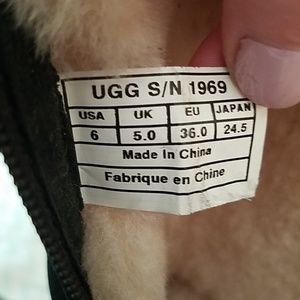 UGG S/N 1969
USA UK EU JAPAN
6 5.0 36.0 24.5
Made In China
Fabrique en Chine